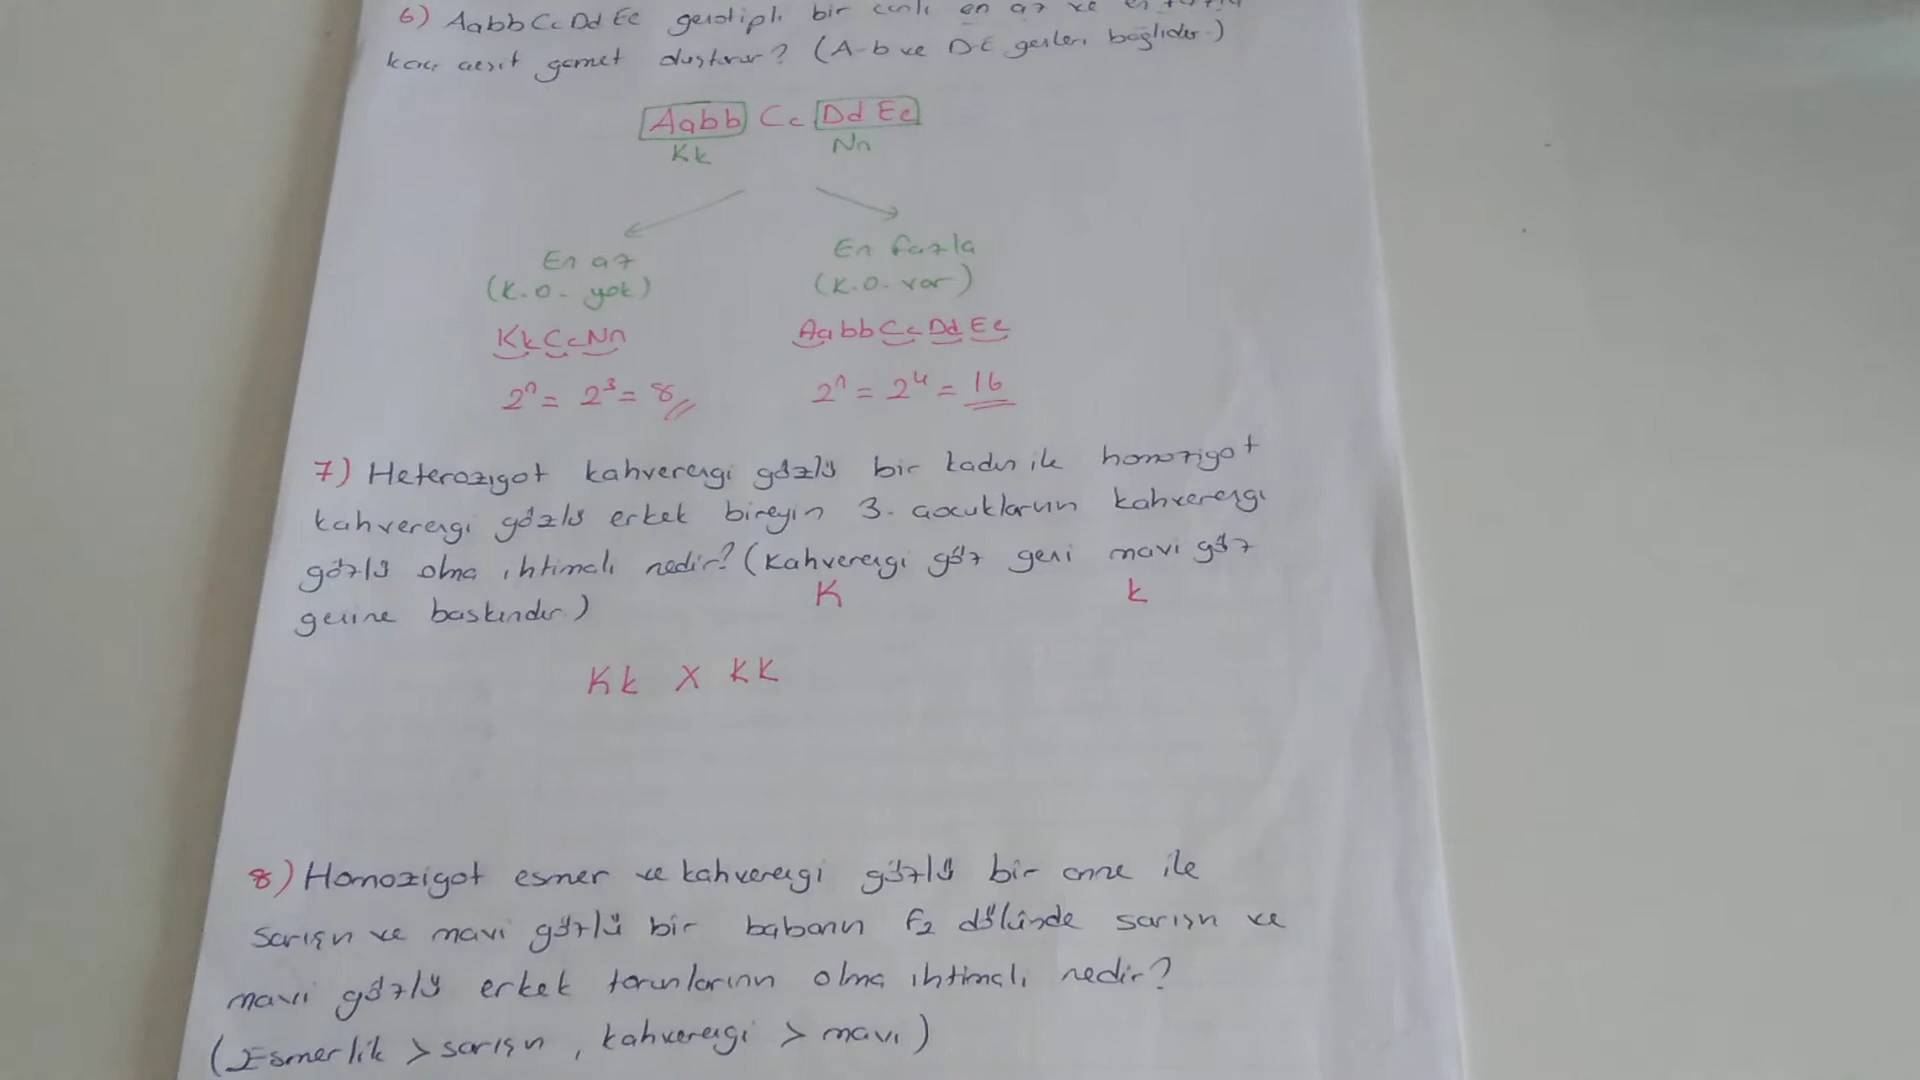 6) AabbCcDdEe genotipli bir canlı en az ve en fazla
kaç çeşit gamet oluşturur? (A-b ve D-E genleri bağlıdır.)
Aabb Cc Dd Ee
Kk Nn
En az En fazla
(K.O. yok) (K.O. var)
KkCcNn AabbCcDdEe
2ⁿ = 2³ = 8 2ⁿ = 2⁴ = 16
7) Heterozigot kahverengi gözlü bir kadın ile homozigot
kahverengi gözlü erkek bireyin 3. çocuklarının kahverengi
gözlü olma ihtimali nedir? (Kahverengi göz geni mavi göz
K k
genine baskındır.)
Kk X KK
8) Homozigot esmer ve kahverengi gözlü bir anne ile
sarışın ve mavi gözlü bir babanın F₂ dölünde sarışın ve
mavi gözlü erkek torunlarının olma ihtimali nedir?
(Esmerlik > sarışın, kahverengi > mavi)